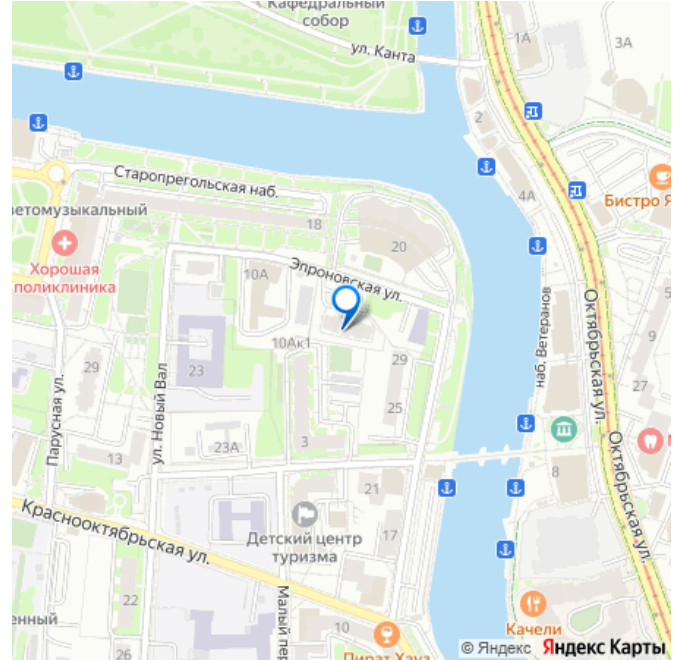 Кафедральный
собор
ул. Канта
1А
3А
2
4А
Бистро Я
Старопрегольская наб.
ветомузыкальный
18
20
Хорошая
поликлиника
10А
Эпроновская ул.
10Ак1
наб. Ветеранов
Октябрьская ул.
5
9
29
23
29
27
25
Парусная ул.
ул. Новый Вал
23А
3
13
8
Октябрьская ул.
21
Краснооктябрьская ул.
Детский центр
туризма
17
22
Малый пер
10
Качели
енный
26
Пират Хауз
© Яндекс Яндекс Карты